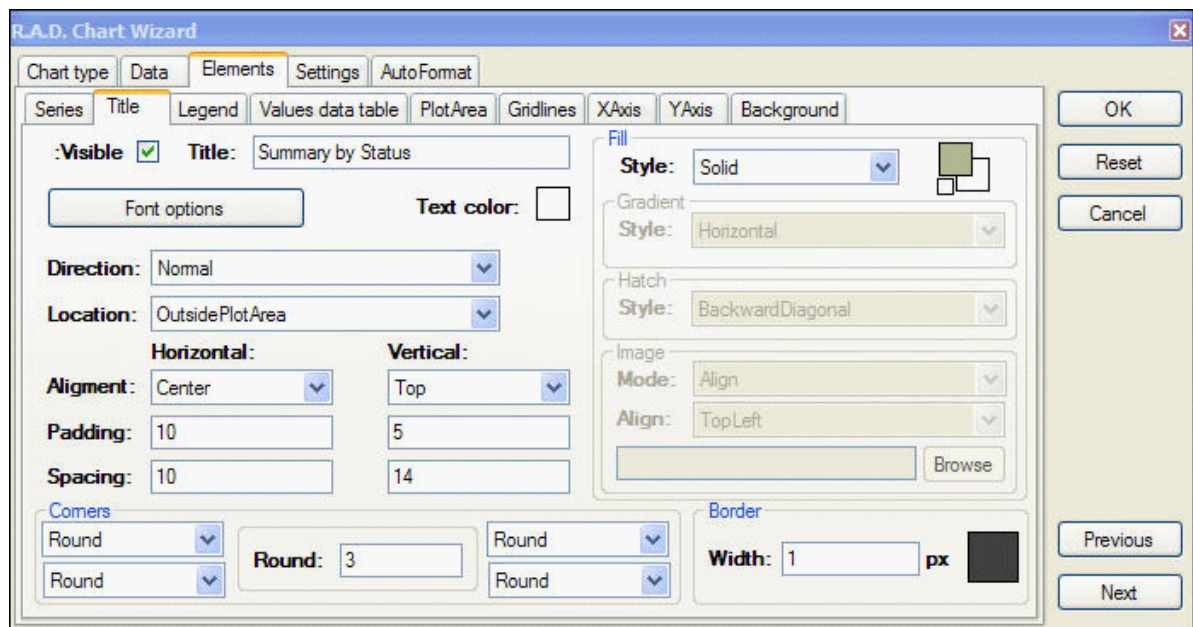 R.A.D. Chart Wizard
Chart type Data Elements Settings AutoFormat
Series Title Legend Values data table PlotArea Gridlines XAxis YAxis Background
:Visible Title: Summary by Status
Font options Text color:
Direction: Normal
Location: OutsidePlotArea
Horizontal: Vertical:
Aligment: Center Top
Padding: 10 5
Spacing: 10 14
Fill
Style: Solid
Gradient
Style: Horizontal
Hatch
Style: BackwardDiagonal
Image
Mode: Align
Align: TopLeft
Browse
Corners
Round
Round
Round: 3
Round
Round
Border
Width: 1 px
OK
Reset
Cancel
Previous
Next